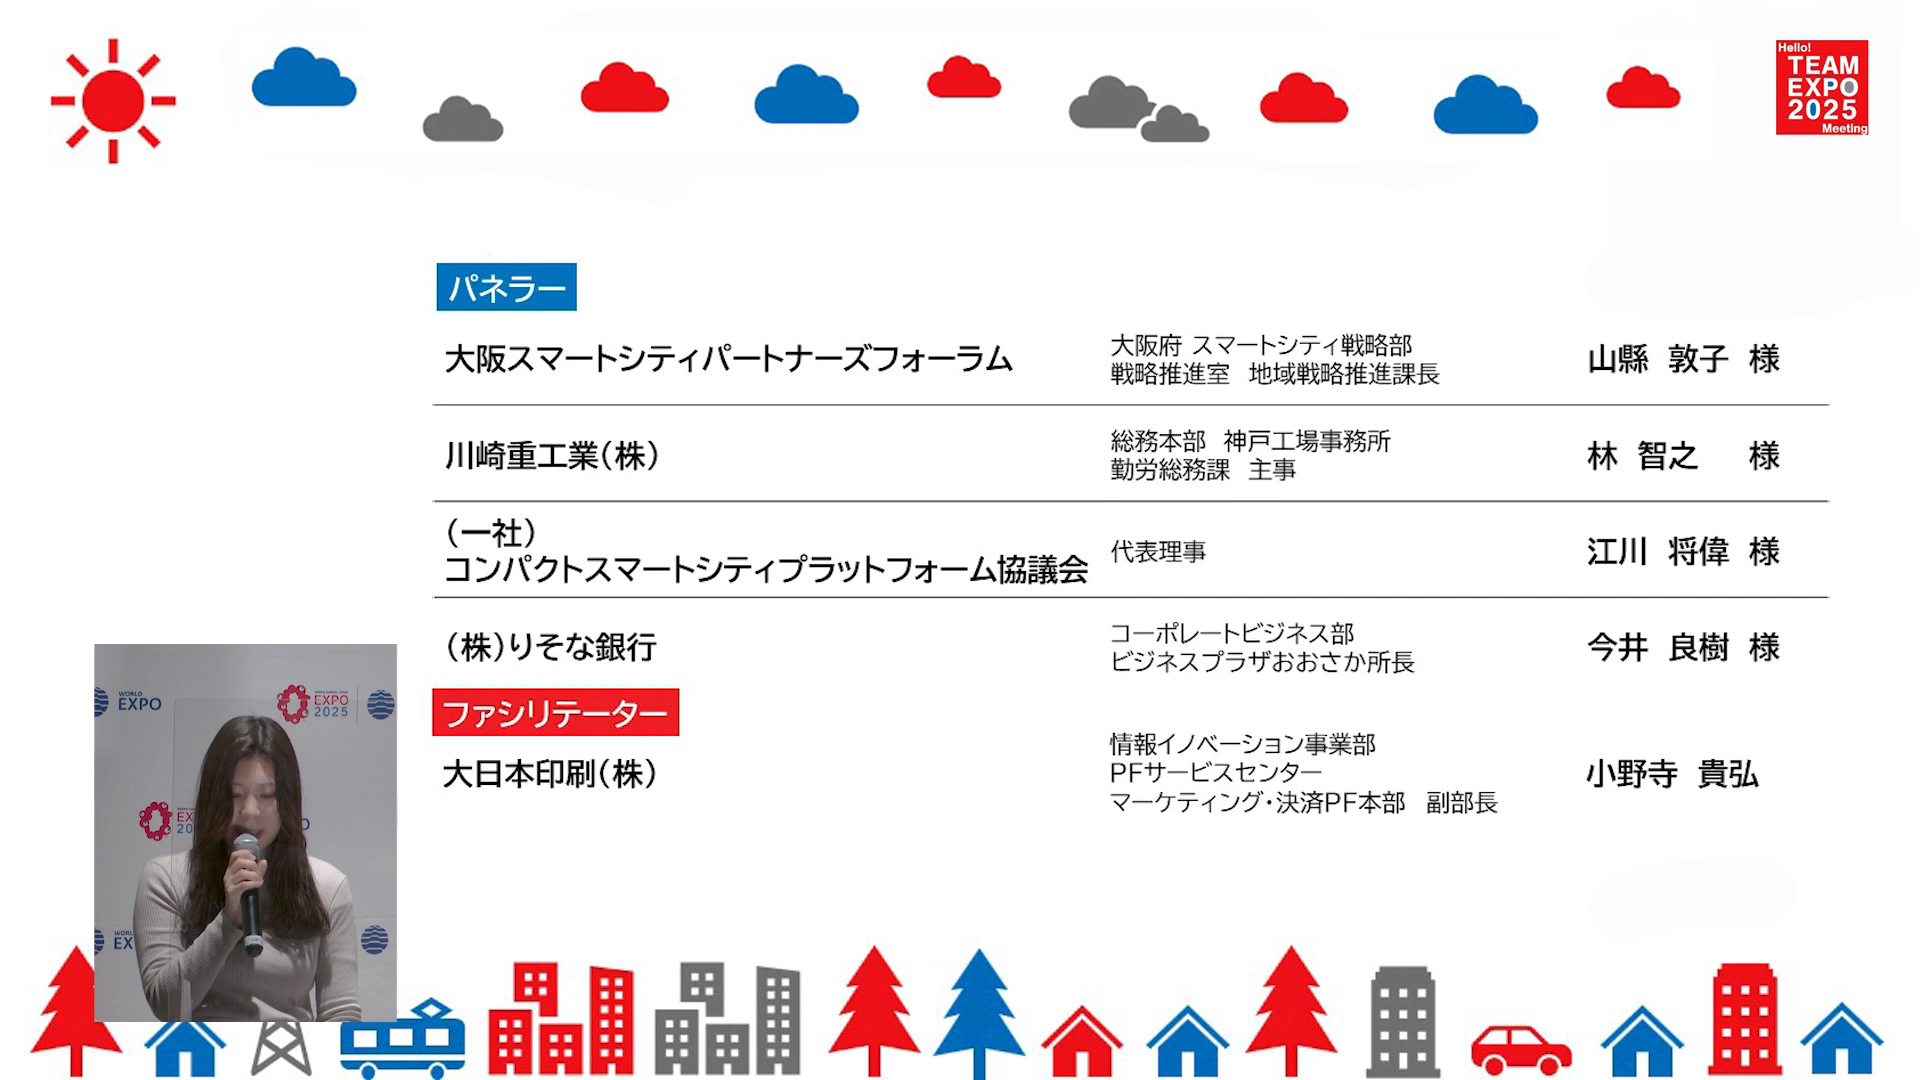 Hello!
TEAM
EXPO
2025
Meeting
パネラー
大阪スマートシティパートナーズフォーラム
大阪府 スマートシティ戦略部
戦略推進室 地域戦略推進課長
山縣 敦子 様
川崎重工業(株)
総務本部 神戸工場事務所
勤労総務課 主事
林 智之 様
(一社)
コンパクトスマートシティプラットフォーム協議会
代表理事
江川 将偉 様
(株)りそな銀行
コーポレートビジネス部
ビジネスプラザおおさか所長
今井 良樹 様
ファシリテーター
大日本印刷(株)
情報イノベーション事業部
PFサービスセンター
マーケティング・決済PF本部 副部長
小野寺 貴弘
WORLD
EXPO
EXPO
2025